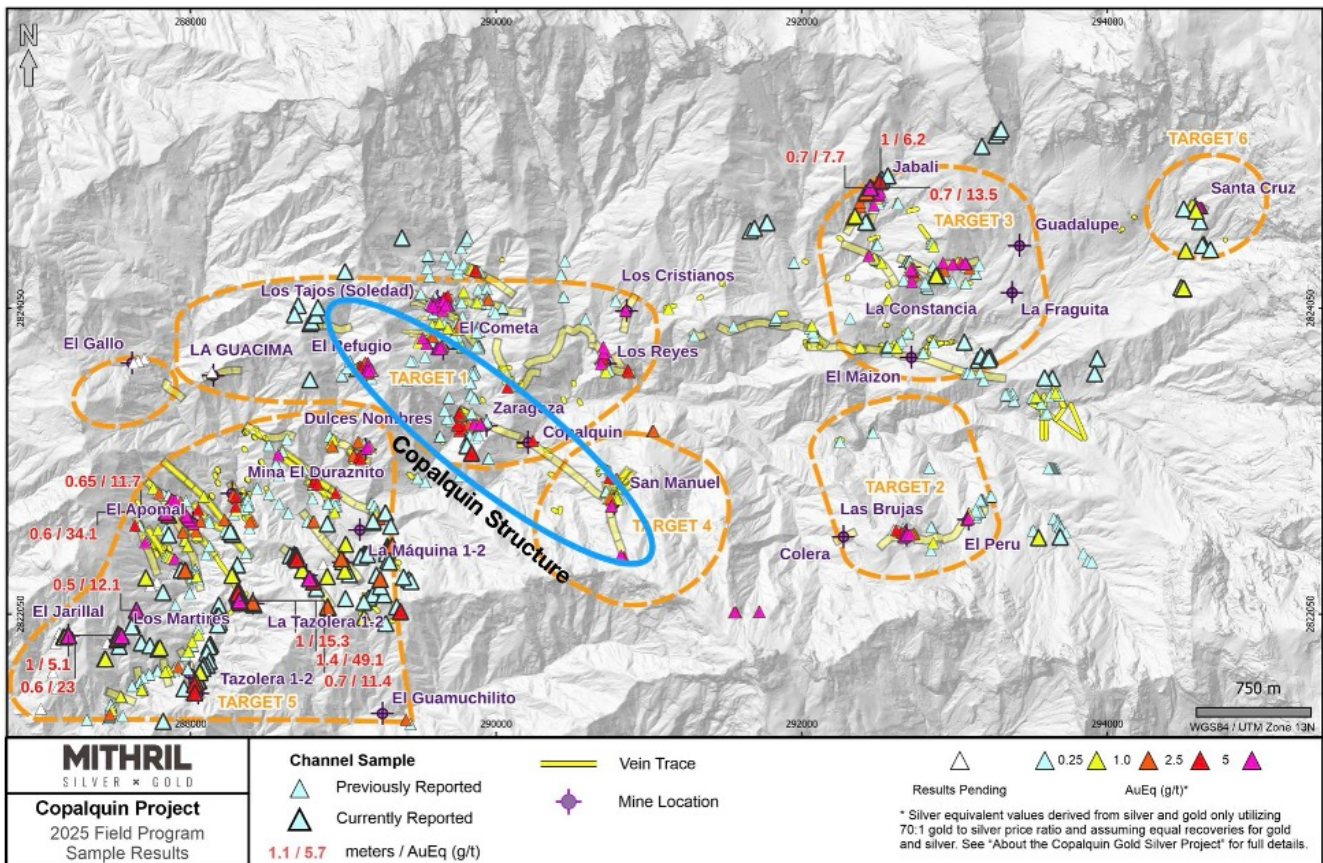 288000
290000
292000
294000
N
1 / 6.2
0.7 / 7.7
Jabali
0.7 / 13.5
TARGET 6
Santa Cruz
TARGET 3
Guadalupe
Los Cristianos
Los Tajos (Soledad)
2824050
2824050
La Constancia
La Fraguita
El Cometa
El Gallo
LA GUACIMA
El Refugio
Los Reyes
TARGET 1
El Maizon
Zaragoza
Dulces Nombres
Copalquin
Copalquin Structure
0.65 / 11.7
Mina El Duraznito
San Manuel
TARGET 2
El Apomal
Las Brujas
TARGET 4
0.6 / 34.1
La Máquina 1-2
Colera
El Peru
0.5 / 12.1
El Jarillal
Los Martires
La Tazolera 1-2
2822050
2822050
1 / 15.3
1 / 5.1
1.4 / 49.1
0.6 / 23
Tazolera 1-2
0.7 / 11.4
TARGET 5
El Guamuchilito
750 m
288000
290000
292000
294000
WGS84 / UTM Zone 13N
MITHRIL
SILVER × GOLD
Copalquin Project
2025 Field Program
Sample Results
Channel Sample
Previously Reported
Currently Reported
1.1 / 5.7 meters / AuEq (g/t)
Vein Trace
Mine Location
0.25 1.0 2.5 5
Results Pending AuEq (g/t)*
* Silver equivalent values derived from silver and gold only utilizing
70:1 gold to silver price ratio and assuming equal recoveries for gold
and silver. See “About the Copalquin Gold Silver Project” for full details.